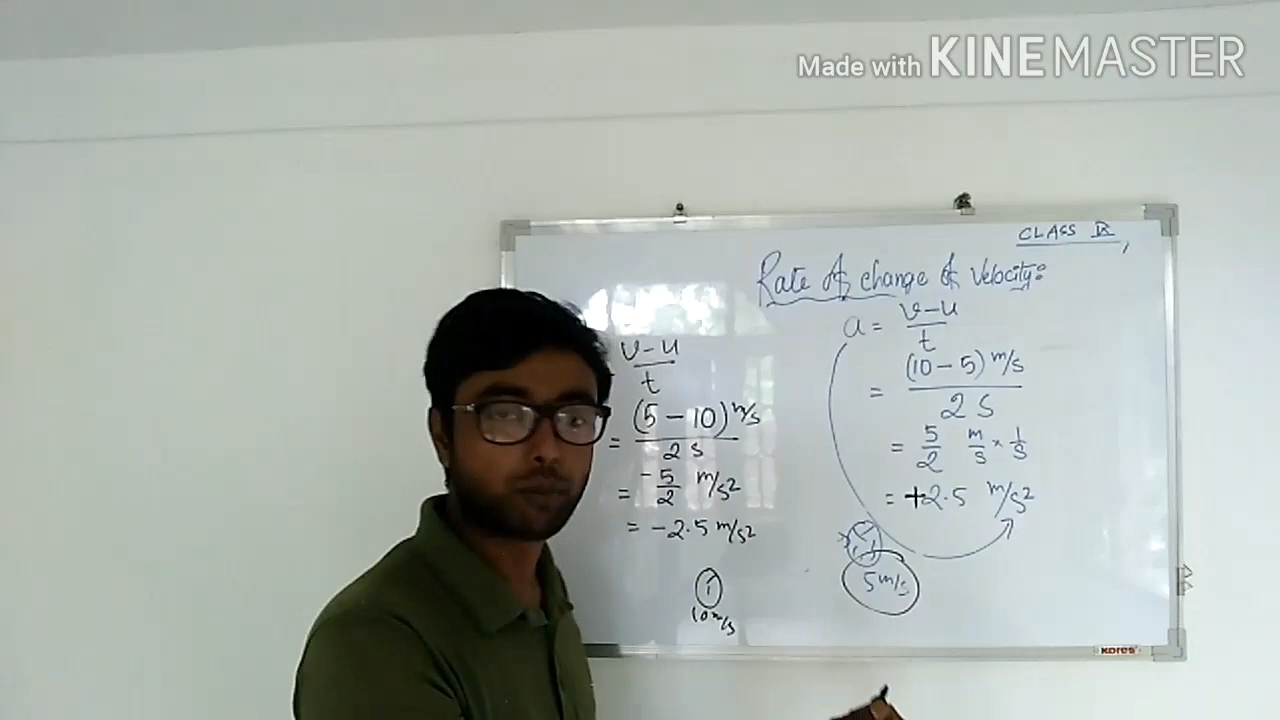 Made with KINEMASTER
CLASS IX,
Rate of change of velocity:
a = v-u/t
= (10-5) m/s / 2 s
= 5/2 m/s × 1/s
= +2.5 m/s²
5 m/s
v-u/t
= (5-10) m/s / 2 s
= -5/2 m/s²
= -2.5 m/s²
10 m/s
kores